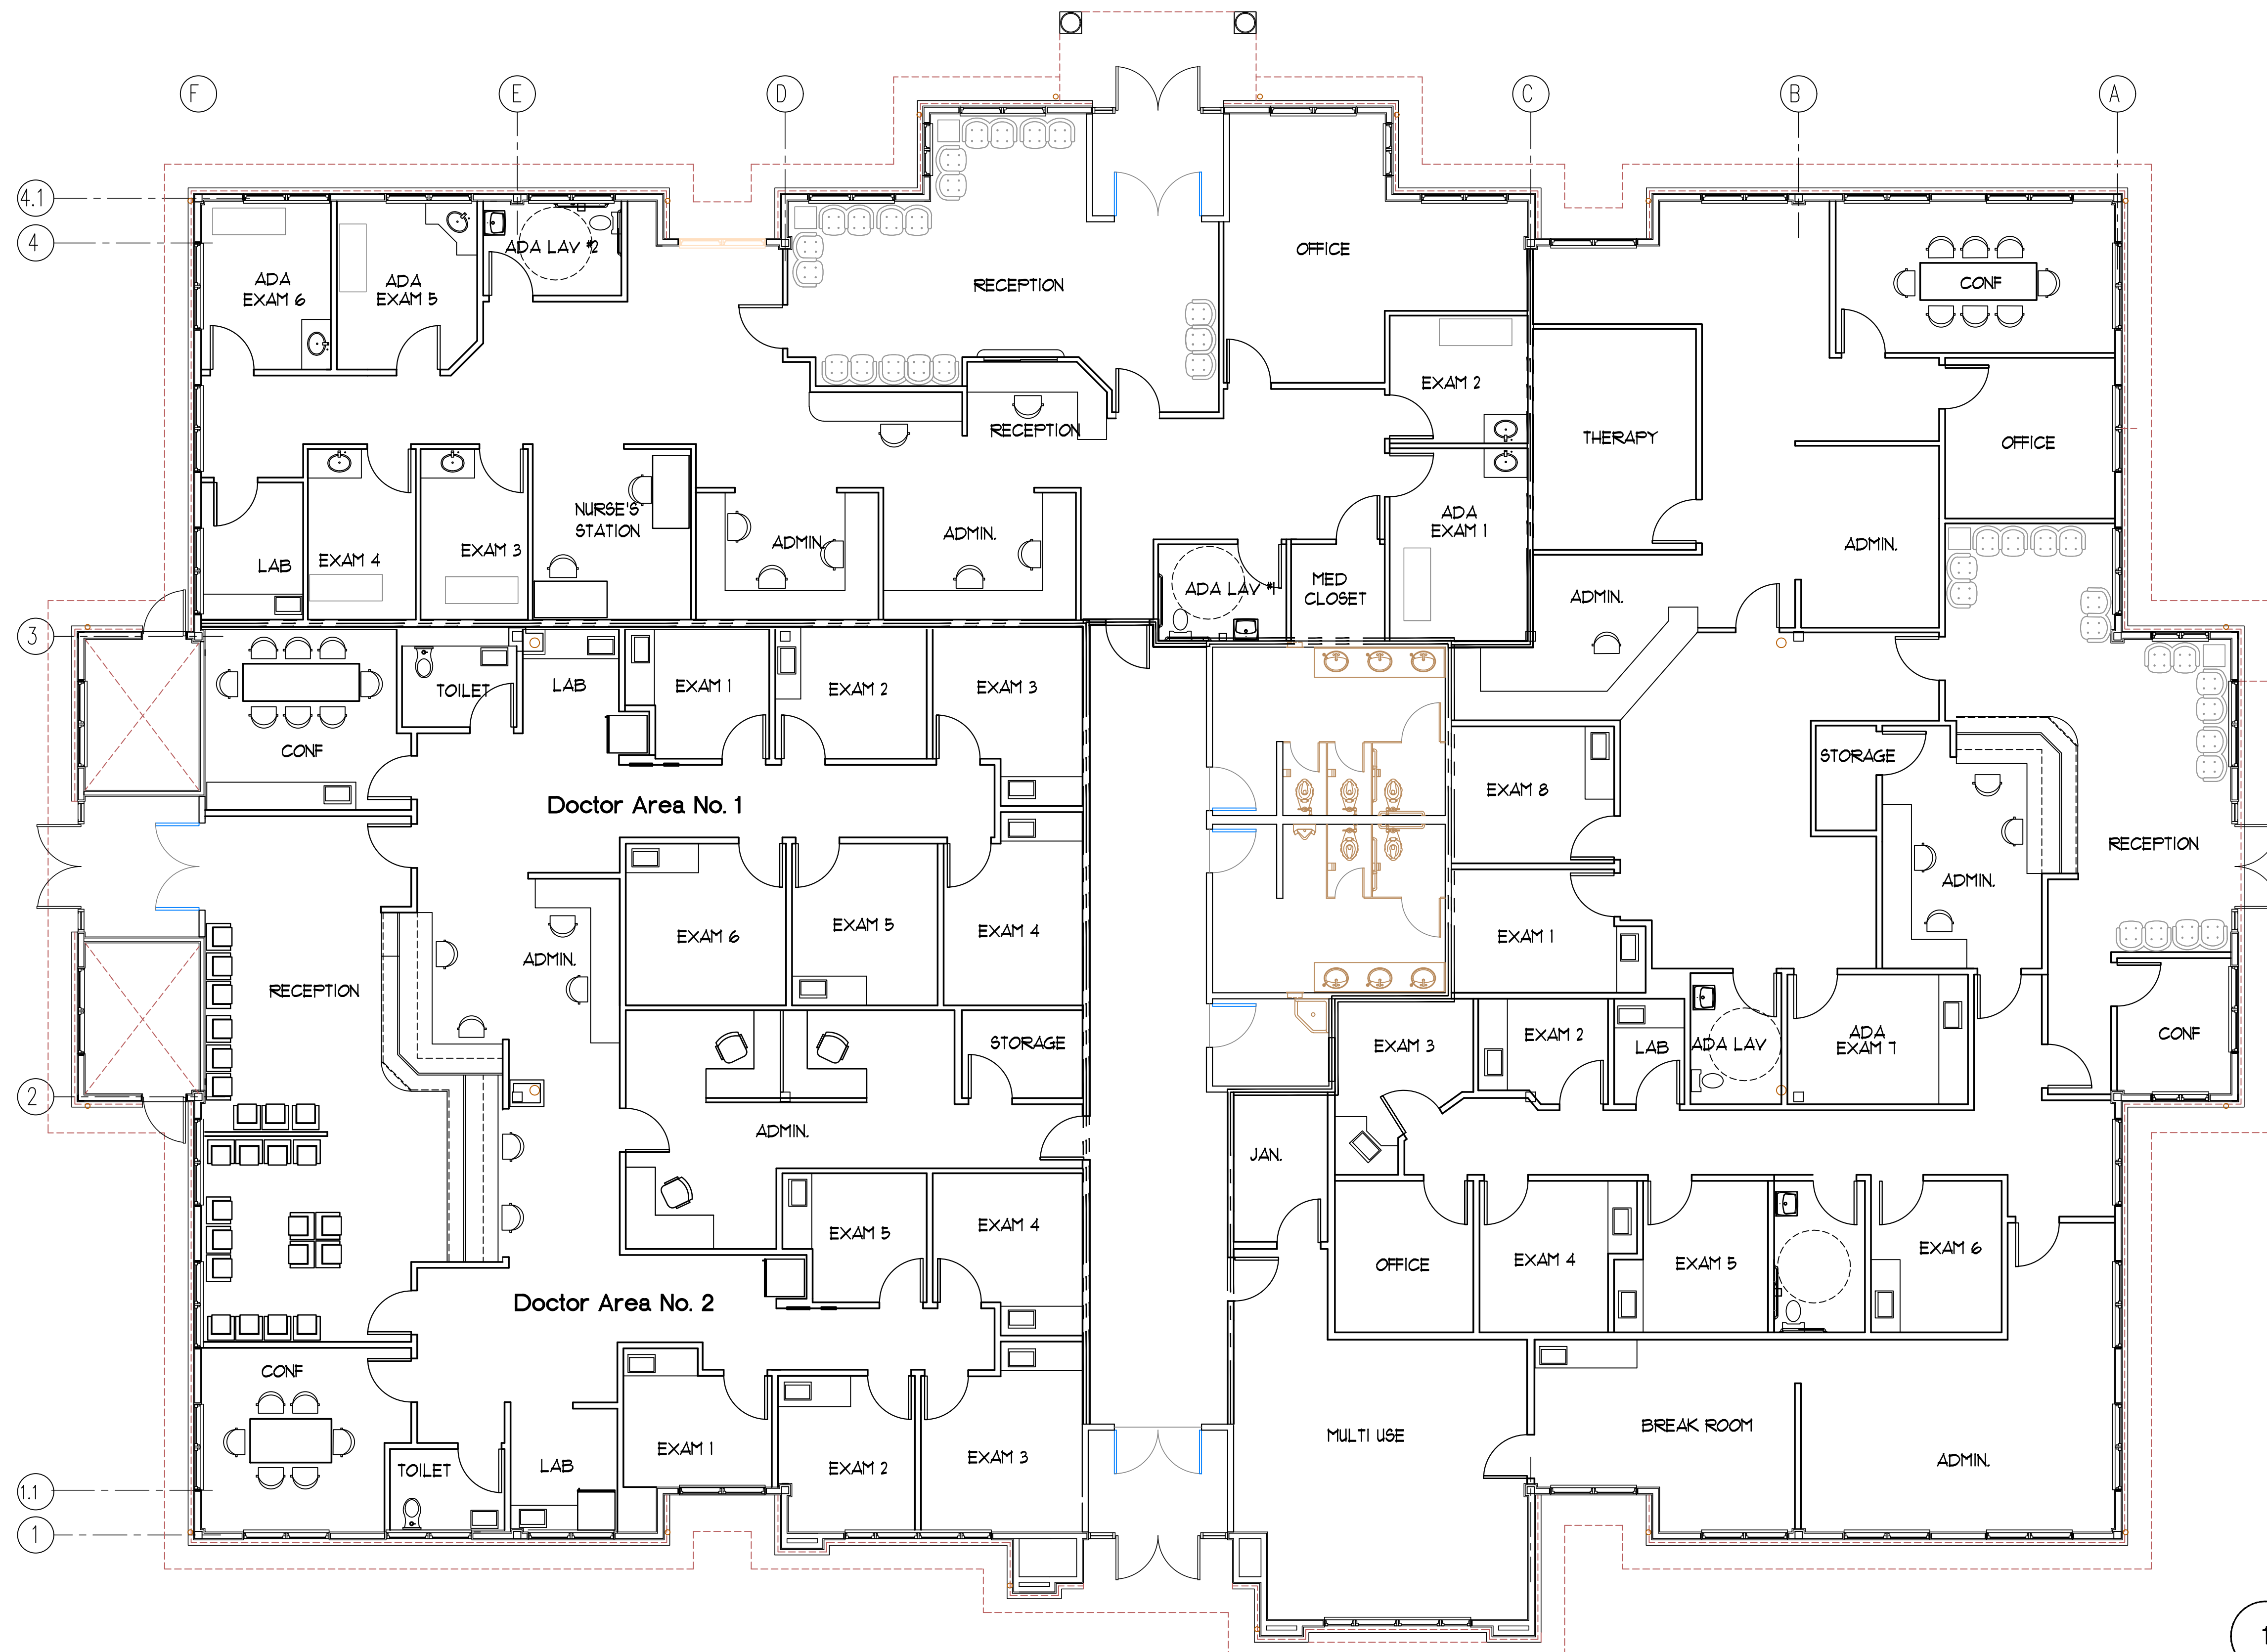 F
E
D
C
B
A
4.1
4
ADA
EXAM 6
ADA
EXAM 5
ADA LAV #2
RECEPTION
OFFICE
CONF
EXAM 2
THERAPY
OFFICE
RECEPTION
LAB
EXAM 4
EXAM 3
NURSE'S
STATION
ADMIN.
ADMIN.
ADA
EXAM 1
ADMIN.
ADA LAV #1
MED
CLOSET
ADMIN.
3
CONF
TOILET
LAB
EXAM 1
EXAM 2
EXAM 3
Doctor Area No. 1
EXAM 8
STORAGE
RECEPTION
ADMIN.
EXAM 6
EXAM 5
EXAM 4
EXAM 1
ADMIN.
RECEPTION
STORAGE
EXAM 3
EXAM 2
LAB
ADA LAV
ADA
EXAM 7
CONF
2
ADMIN.
JAN.
EXAM 5
EXAM 4
OFFICE
EXAM 4
EXAM 5
EXAM 6
Doctor Area No. 2
CONF
TOILET
LAB
EXAM 1
EXAM 2
EXAM 3
MULTI USE
BREAK ROOM
ADMIN.
1.1
1